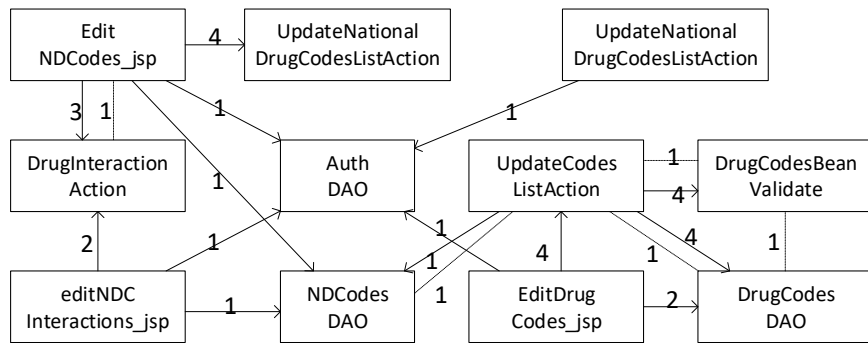 Edit
NDCodes_jsp
4
UpdateNational
DrugCodesListAction
UpdateNational
DrugCodesListAction
3
1
1
1
DrugInteraction
Action
1
Auth
DAO
UpdateCodes
ListAction
1
4
DrugCodesBean
Validate
2
1
1
1
4
4
1
1
1
editNDC
Interactions_jsp
1
NDCodes
DAO
EditDrug
Codes_jsp
2
DrugCodes
DAO